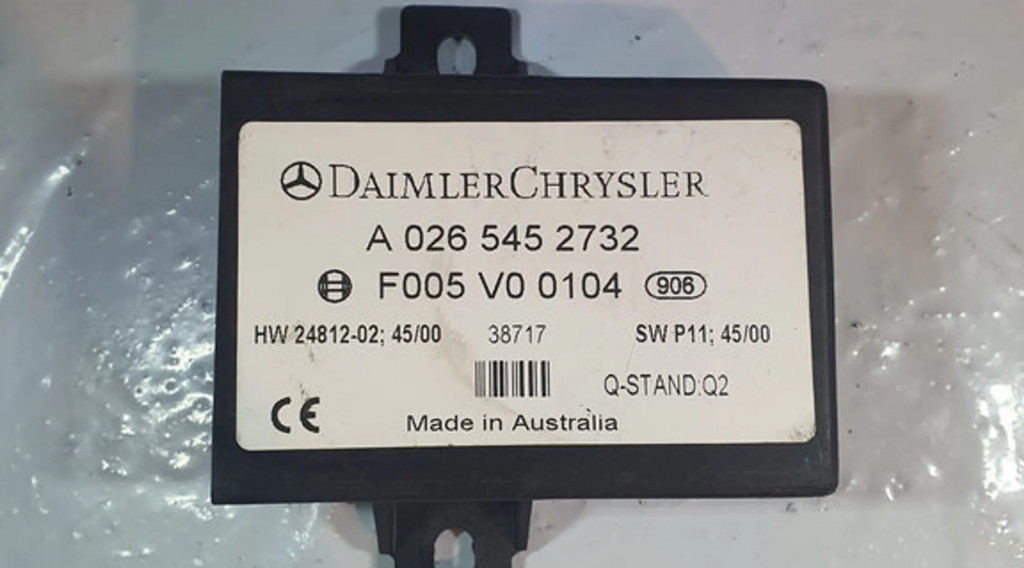 DAIMLERCHRYSLER
A 026 545 2732
F005 V0 0104 906
HW 24812-02; 45/00 38717 SW P11; 45/00
Q-STAND:Q2
CE Made in Australia